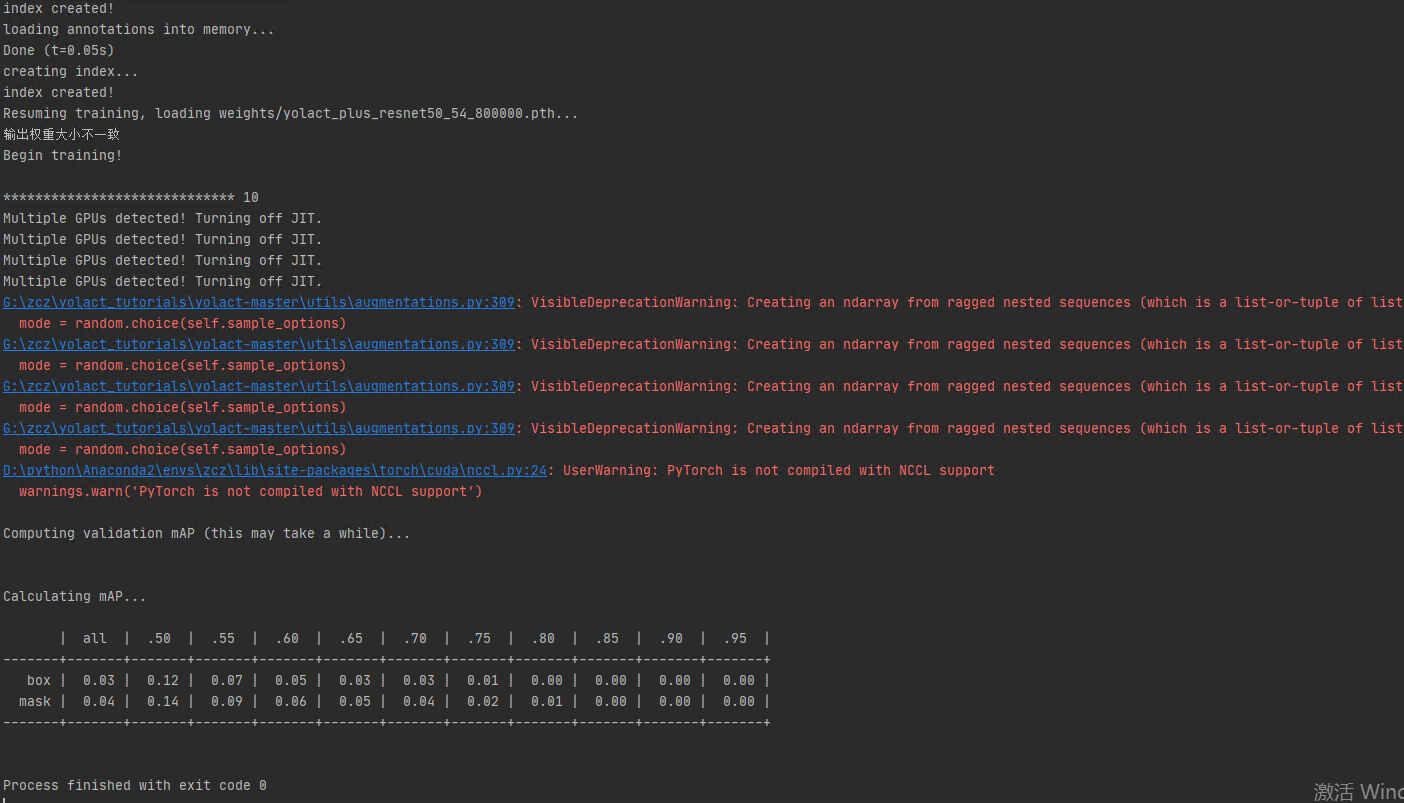 index created!
loading annotations into memory...
Done (t=0.05s)
creating index...
index created!
Resuming training, loading weights/yolact_plus_resnet50_54_800000.pth...
输出权重大小不一致
Begin training!
***************************** 10
Multiple GPUs detected! Turning off JIT.
Multiple GPUs detected! Turning off JIT.
Multiple GPUs detected! Turning off JIT.
Multiple GPUs detected! Turning off JIT.
G:\zcz\yolact_tutorials\yolact-master\utils\augmentations.py:309: VisibleDeprecationWarning: Creating an ndarray from ragged nested sequences (which is a list-or-tuple of list
  mode = random.choice(self.sample_options)
G:\zcz\yolact_tutorials\yolact-master\utils\augmentations.py:309: VisibleDeprecationWarning: Creating an ndarray from ragged nested sequences (which is a list-or-tuple of list
  mode = random.choice(self.sample_options)
G:\zcz\yolact_tutorials\yolact-master\utils\augmentations.py:309: VisibleDeprecationWarning: Creating an ndarray from ragged nested sequences (which is a list-or-tuple of list
  mode = random.choice(self.sample_options)
G:\zcz\yolact_tutorials\yolact-master\utils\augmentations.py:309: VisibleDeprecationWarning: Creating an ndarray from ragged nested sequences (which is a list-or-tuple of list
  mode = random.choice(self.sample_options)
D:\python\Anaconda2\envs\zcz\lib\site-packages\torch\cuda\nccl.py:24: UserWarning: PyTorch is not compiled with NCCL support
  warnings.warn('PyTorch is not compiled with NCCL support')
Computing validation mAP (this may take a while)...
Calculating mAP...
       |  all  |  .50  |  .55  |  .60  |  .65  |  .70  |  .75  |  .80  |  .85  |  .90  |  .95  |
-------+-------+-------+-------+-------+-------+-------+-------+-------+-------+-------+-------+
   box |  0.03 |  0.12 |  0.07 |  0.05 |  0.03 |  0.03 |  0.01 |  0.00 |  0.00 |  0.00 |  0.00 |
  mask |  0.04 |  0.14 |  0.09 |  0.06 |  0.05 |  0.04 |  0.02 |  0.01 |  0.00 |  0.00 |  0.00 |
-------+-------+-------+-------+-------+-------+-------+-------+-------+-------+-------+-------+
Process finished with exit code 0
激活 Winc